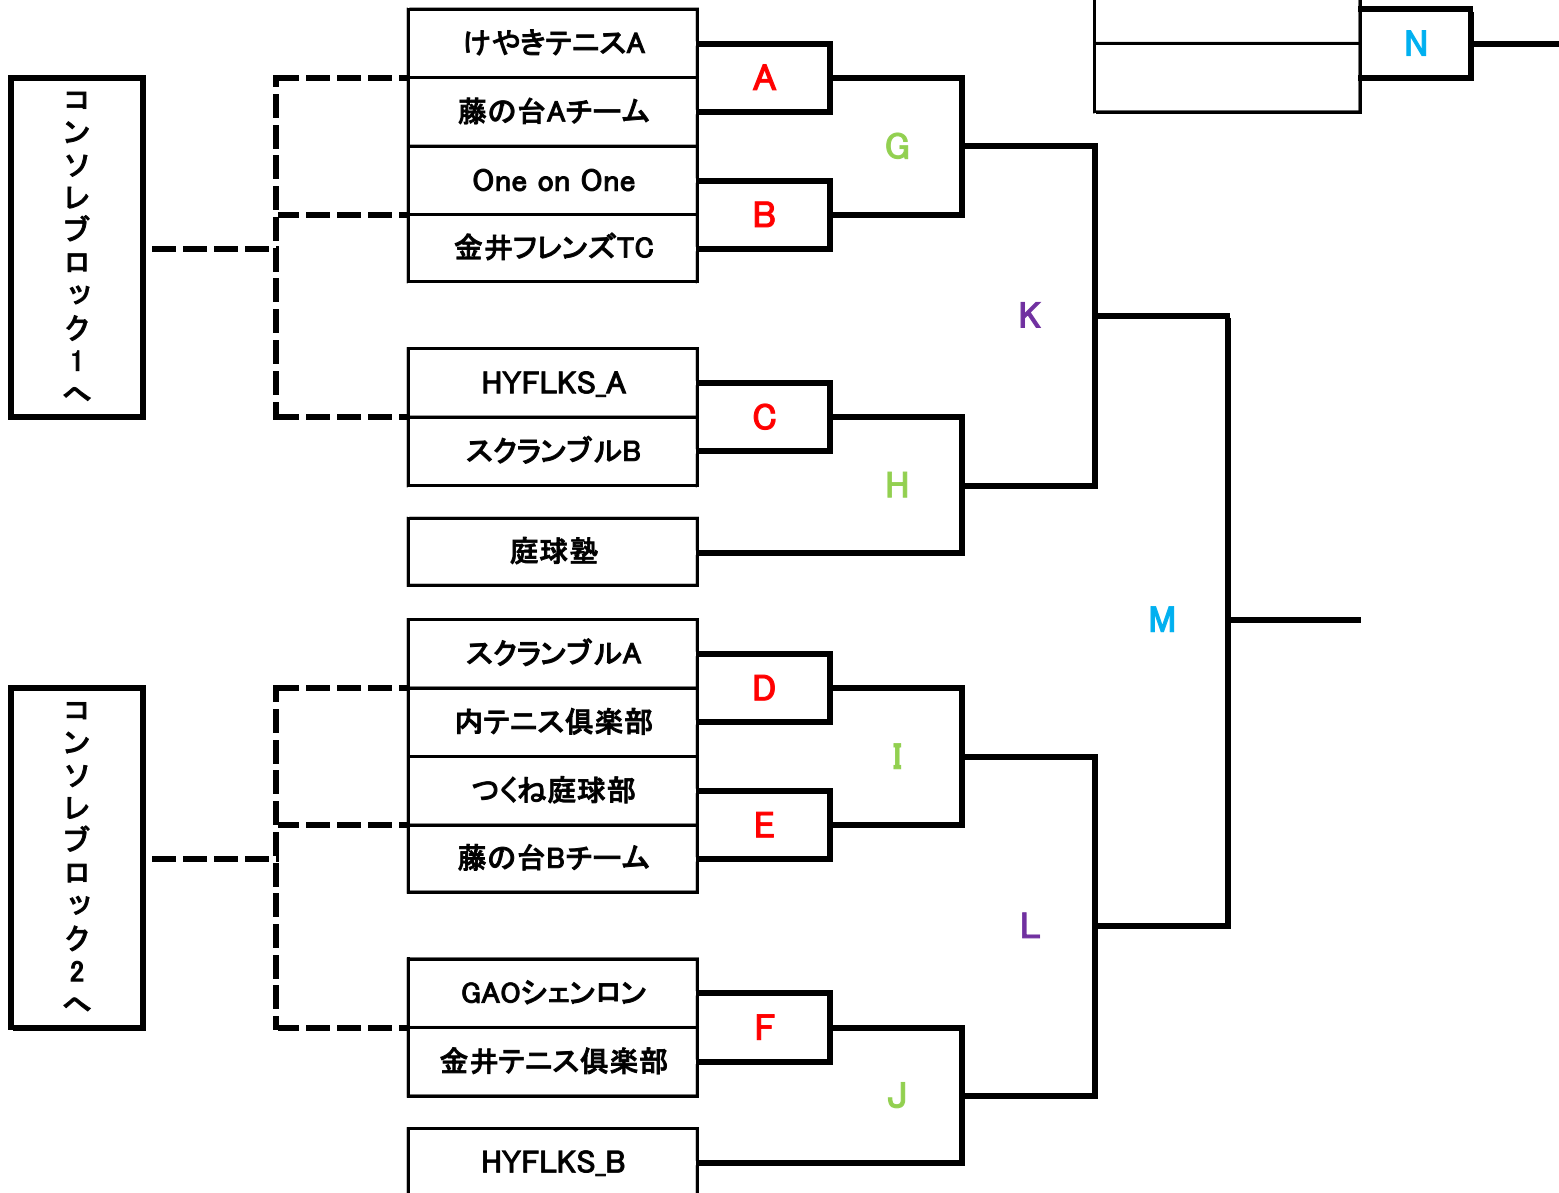 けやきテニスA
藤の台Aチーム
One on One
金井フレンズTC
A
B
G
N
コンソレブロック1へ
HYFLKS_A
スクランブルB
C
庭球塾
H
K
スクランブルA
内テニス倶楽部
つくね庭球部
藤の台Bチーム
D
E
I
M
コンソレブロック2へ
GAOシェンロン
金井テニス倶楽部
F
HYFLKS_B
J
L